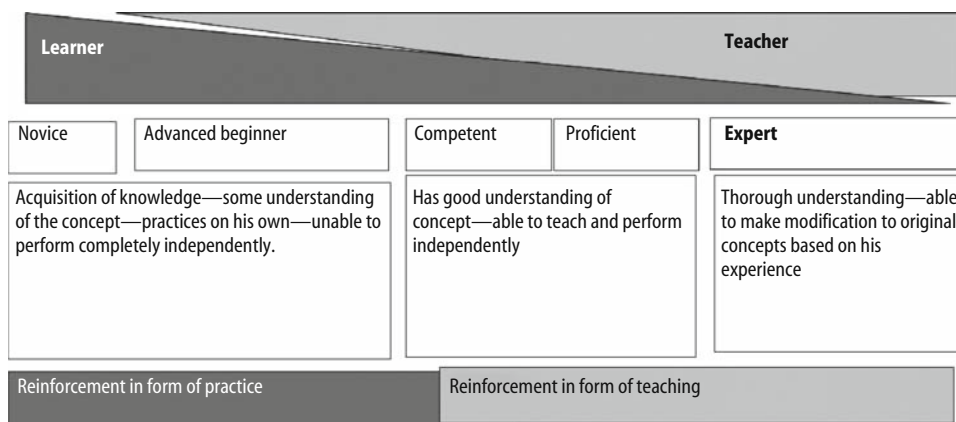 Learner
Teacher
Novice
Advanced beginner
Competent
Proficient
Expert
Acquisition of knowledge—some understanding
of the concept—practices on his own—unable to
perform completely independently.
Has good understanding of
concept—able to teach and perform
independently
Thorough understanding—able
to make modification to original
concepts based on his
experience
Reinforcement in form of practice
Reinforcement in form of teaching